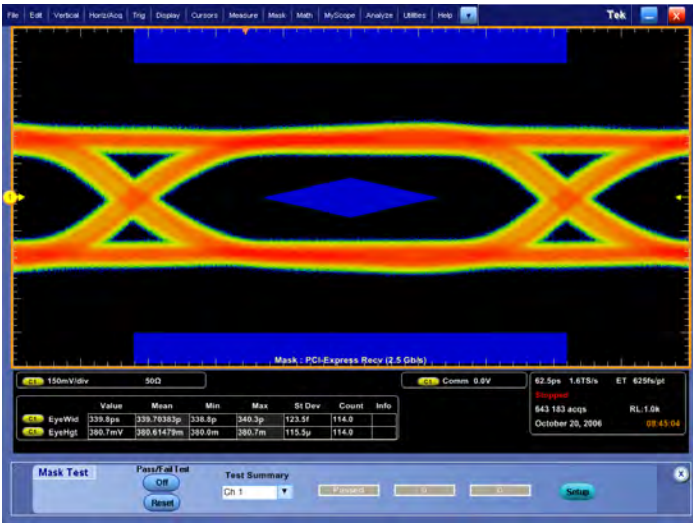 File Edit Vertical Horiz/Acq Trig Display Cursors Measure Mask Math MyScope Analyze Utilities Help Tek
1
Mask : PCI-Express Recv (2.5 Gb/s)
C1 150mV/div 50Ω
C1 Comm 0.0V
62.5ps 1.6TS/s ET 625fs/pt
Stopped
643 183 acqs RL:1.0k
October 20, 2006 08:45:04
Value Mean Min Max St Dev Count Info
C1 EyeWid 339.8ps 339.70383p 338.8p 340.3p 123.5f 114.0
C1 EyeHgt 380.7mV 380.61479m 380.0m 380.7m 115.5µ 114.0
Mask Test
Pass/Fail Test
Off
Reset
Test Summary
Ch 1
Passed 0 0
Setup
X